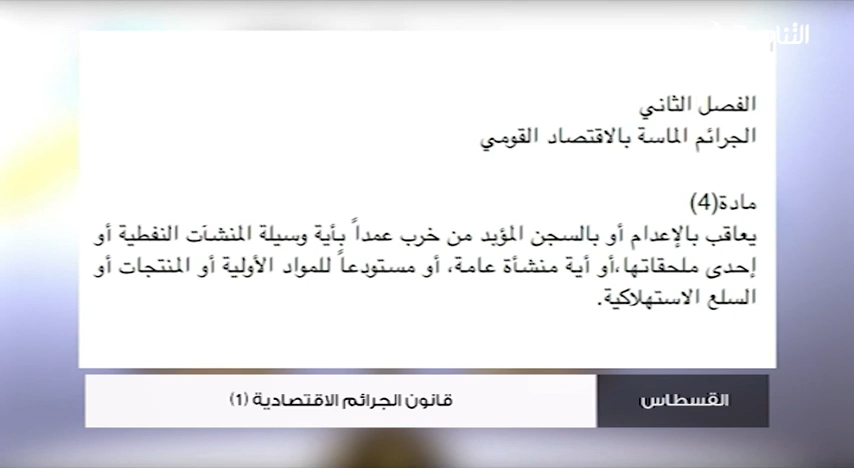 الفصل الثاني
الجرائم الماسة بالاقتصاد القومي
مادة(4)
يعاقب بالإعدام أو بالسجن المؤبد من خرب عمداً بأية وسيلة المنشآت النفطية أو
إحدى ملحقاتها،أو أية منشأة عامة، أو مستودعاً للمواد الأولية أو المنتجات أو
السلع الاستهلاكية.
القسطاس
قانون الجرائم الاقتصادية (1)